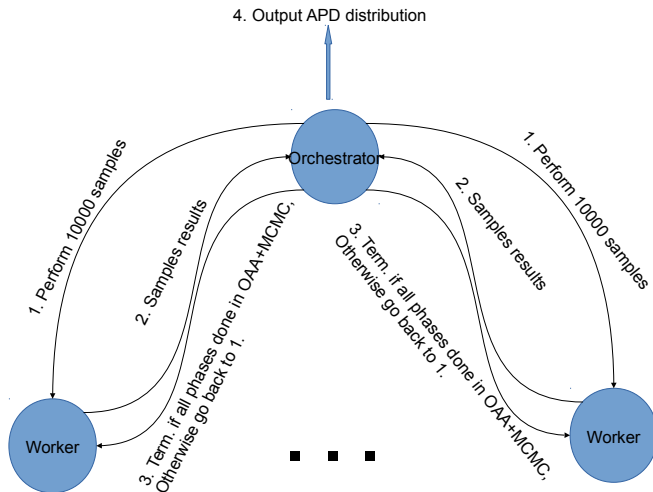 4. Output APD distribution
Orchestrator
1. Perform 10000 samples
2. Samples results
3. Term. if all phases done in OAA+MCMC,
Otherwise go back to 1.
1. Perform 10000 samples
2. Samples results
3. Term. if all phases done in OAA+MCMC,
Otherwise go back to 1.
Worker
Worker